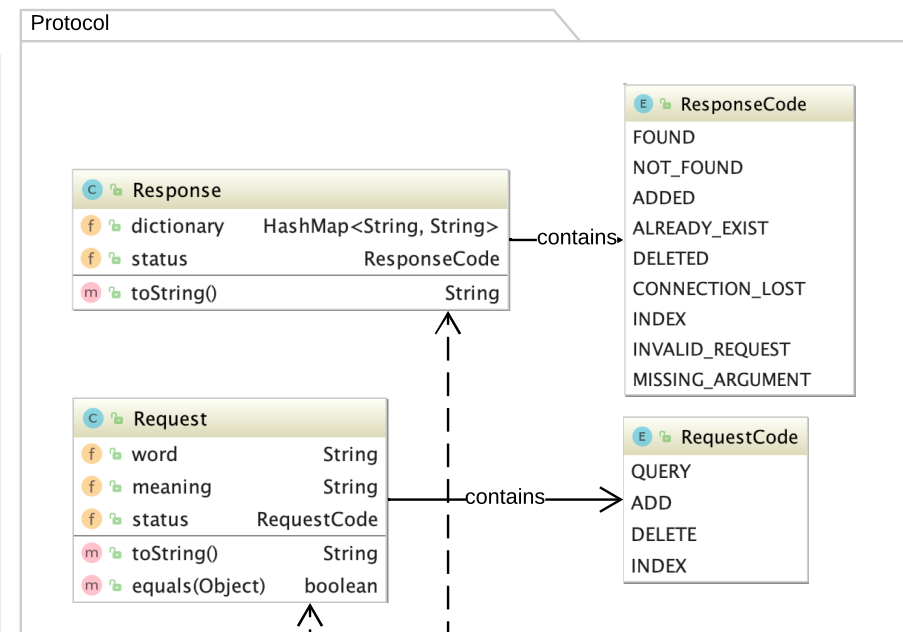 Protocol
E ResponseCode
FOUND
NOT_FOUND
ADDED
ALREADY_EXIST
DELETED
CONNECTION_LOST
INDEX
INVALID_REQUEST
MISSING_ARGUMENT
C Response
f dictionary HashMap<String, String>
f status ResponseCode
m toString() String
contains
C Request
f word String
f meaning String
f status RequestCode
m toString() String
m equals(Object) boolean
contains
E RequestCode
QUERY
ADD
DELETE
INDEX